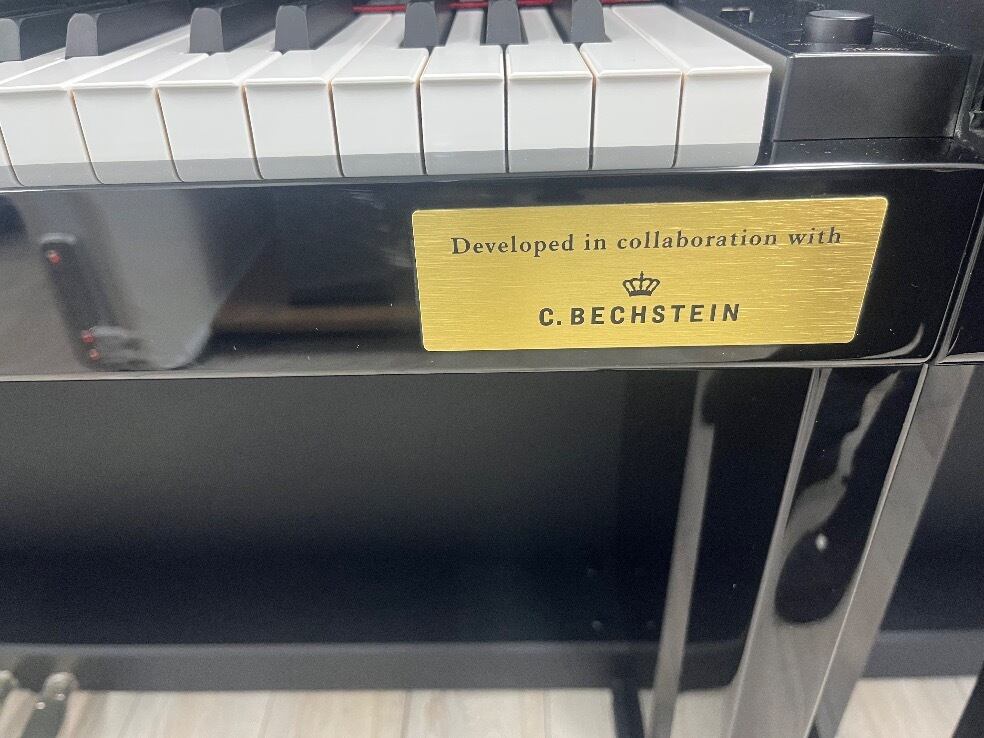 Developed in collaboration with
C. BECHSTEIN